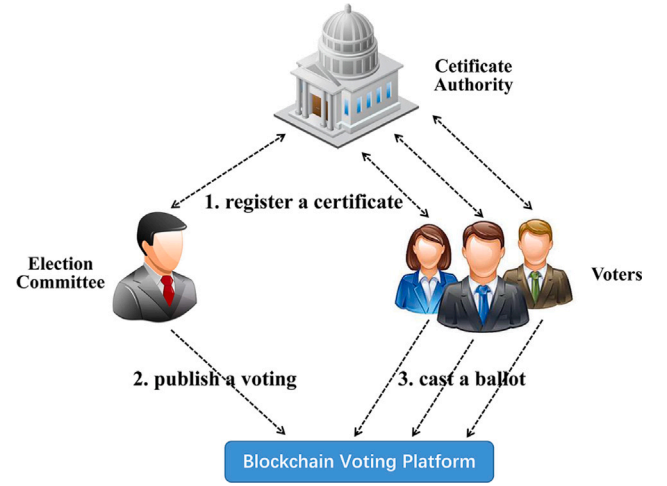 Cetificate
Authority
1. register a certificate
Election
Committee
Voters
2. publish a voting
3. cast a ballot
Blockchain Voting Platform